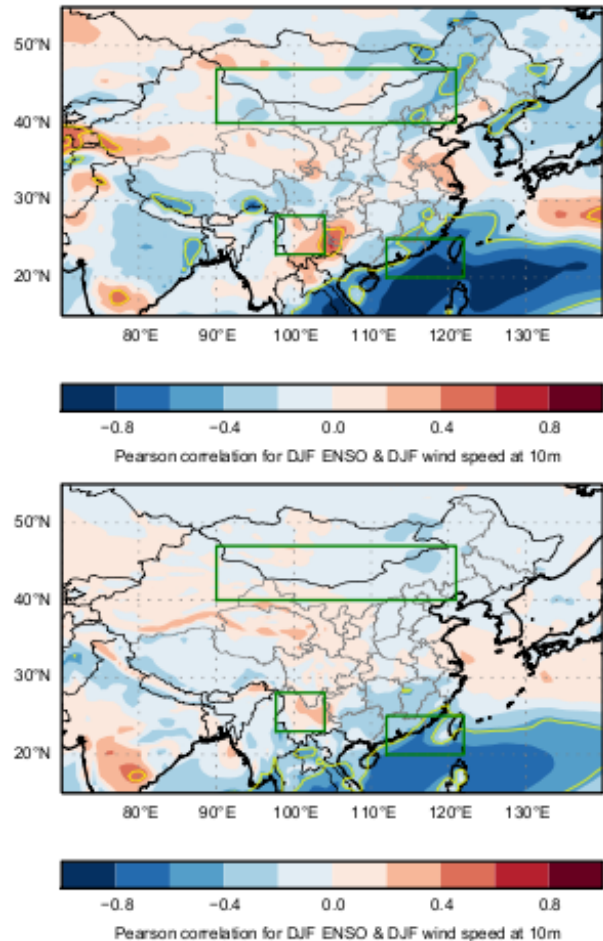 50°N
40°N
30°N
20°N
80°E 90°E 100°E 110°E 120°E 130°E
−0.8 −0.4 0.0 0.4 0.8
Pearson correlation for DJF ENSO & DJF wind speed at 10m
50°N
40°N
30°N
20°N
80°E 90°E 100°E 110°E 120°E 130°E
−0.8 −0.4 0.0 0.4 0.8
Pearson correlation for DJF ENSO & DJF wind speed at 10m